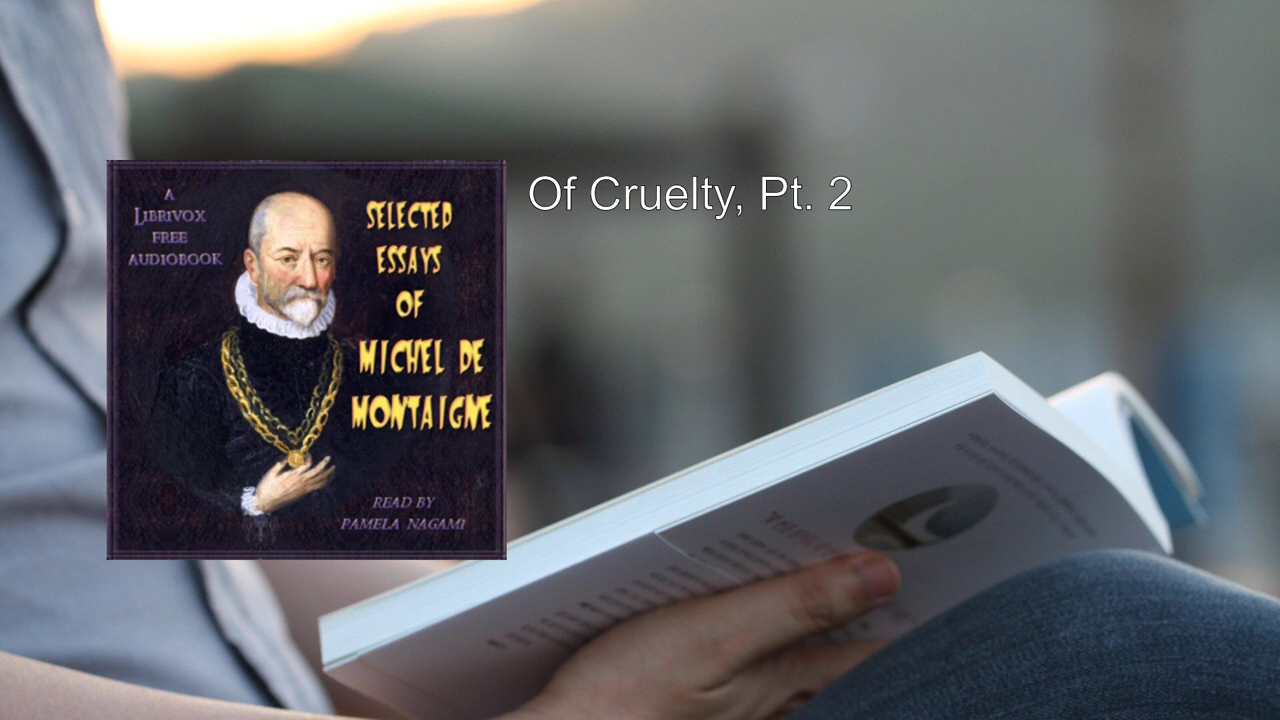 A
LIBRIVOX
FREE
AUDIOBOOK
SELECTED
ESSAYS
OF
MICHEL DE
MONTAIGNE
READ BY
PAMELA NAGAMI
Of Cruelty, Pt. 2